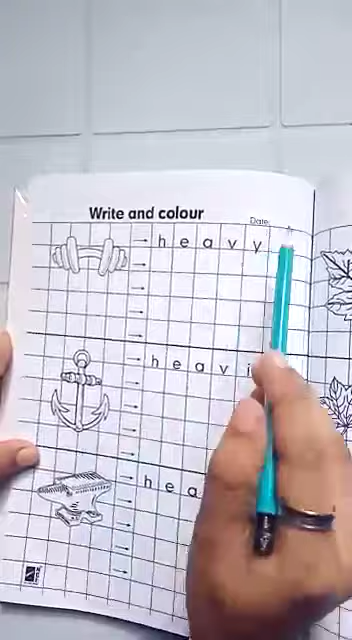 Write and colour
Date:
h e a v y
h e a v i
h e a